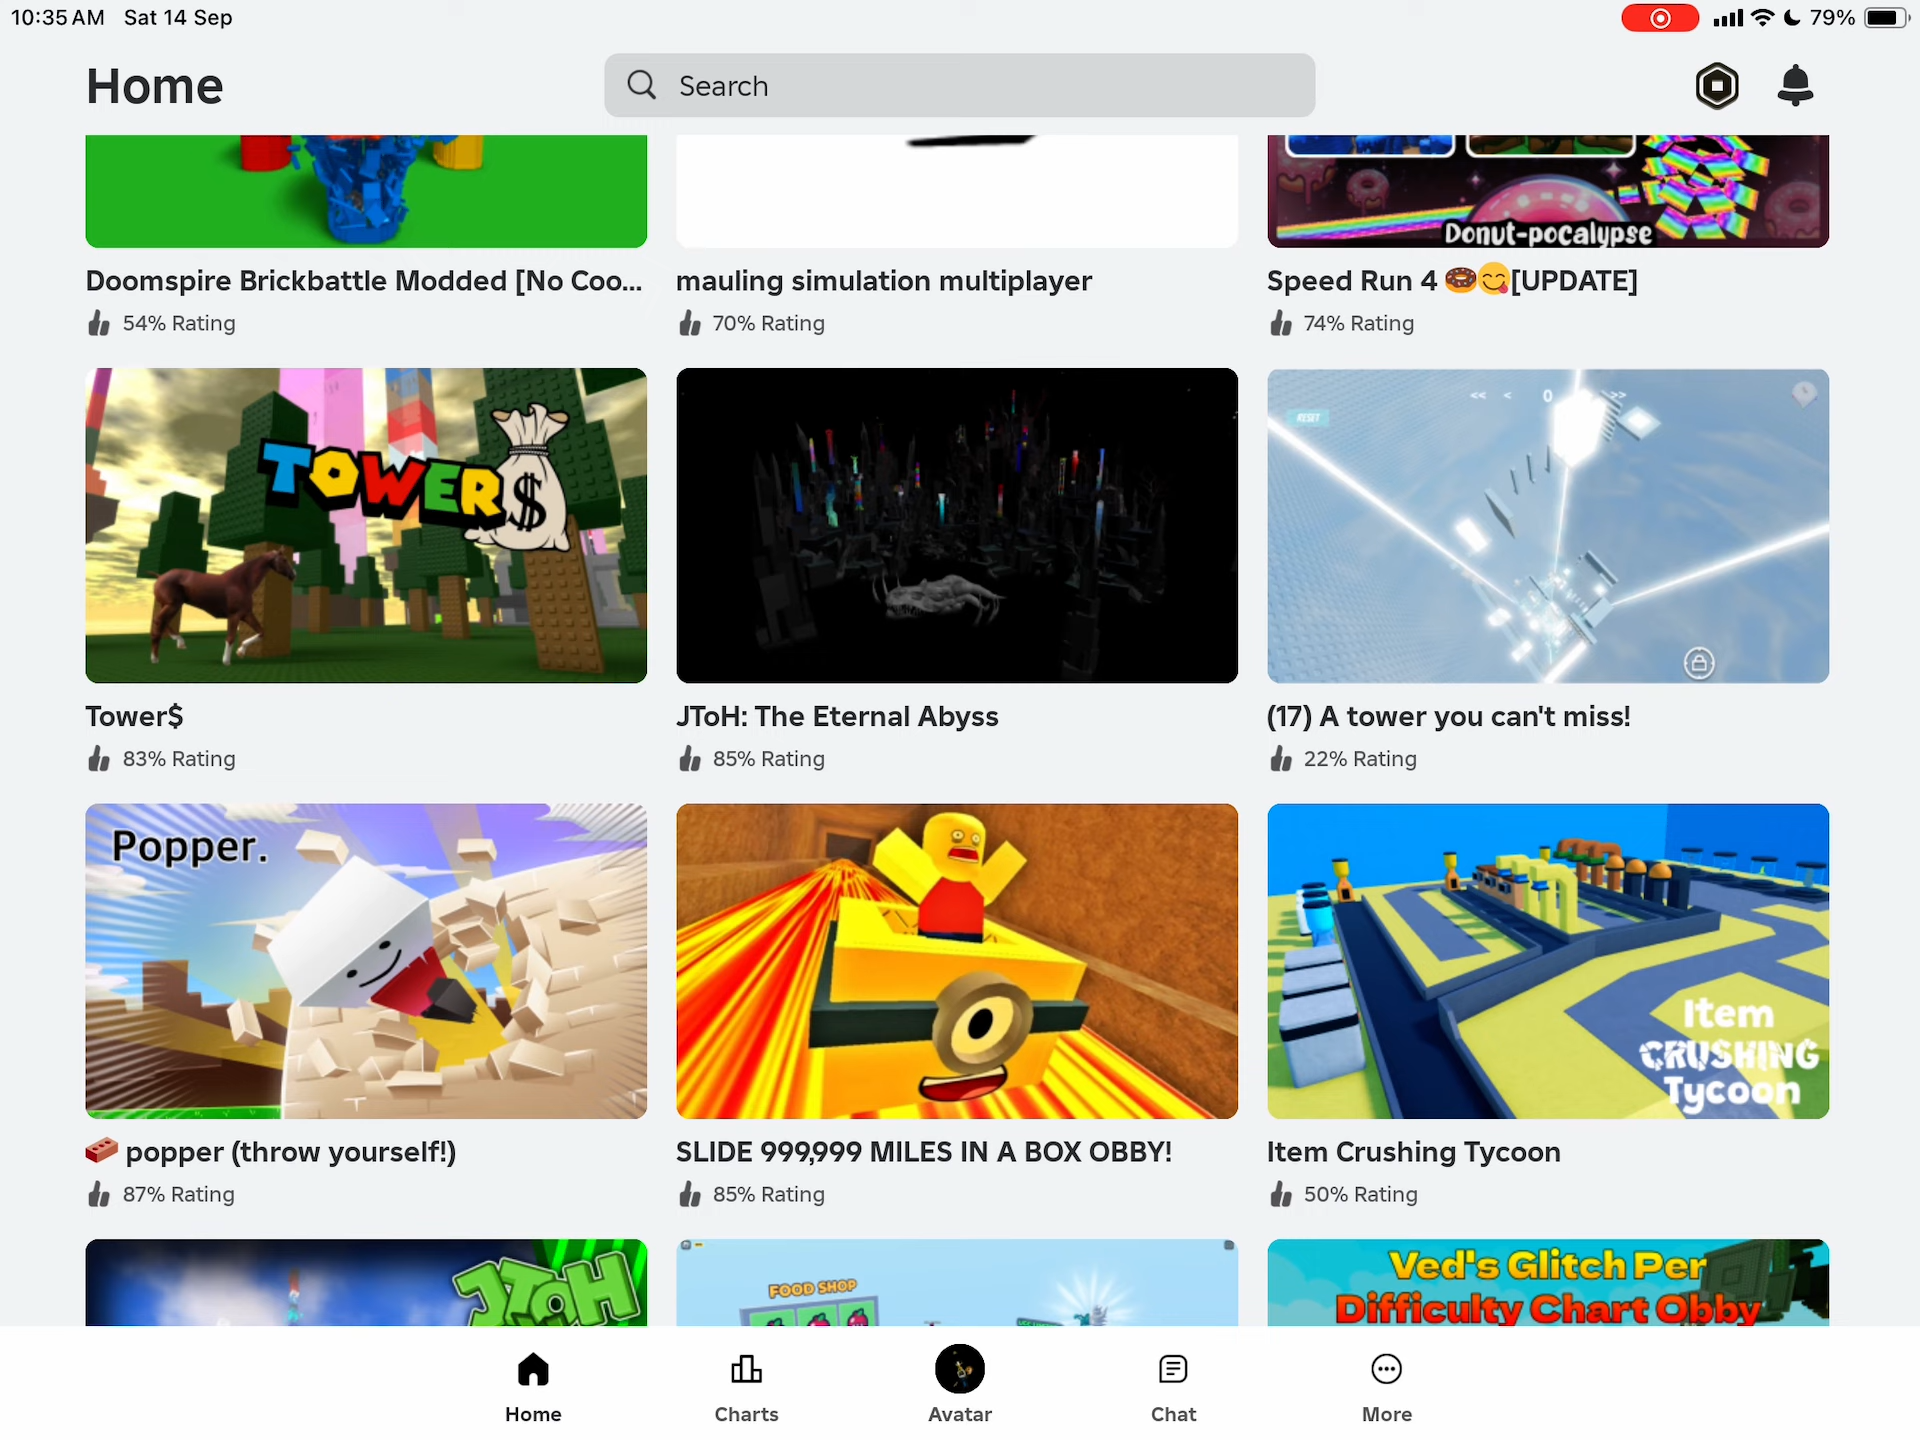 10:35 AM Sat 14 Sep
79%
Home
Search
Donut-pocalypse
Doomspire Brickbattle Modded [No Coo...
mauling simulation multiplayer
Speed Run 4 🍩😋[UPDATE]
54% Rating
70% Rating
74% Rating
TOWER$
<< < 0 >>
RESET
Tower$
JToH: The Eternal Abyss
(17) A tower you can't miss!
83% Rating
85% Rating
22% Rating
Popper.
Item
CRUSHING
Tycoon
🧱 popper (throw yourself!)
SLIDE 999,999 MILES IN A BOX OBBY!
Item Crushing Tycoon
87% Rating
85% Rating
50% Rating
JToH
FOOD SHOP
Ved's Glitch Per
Difficulty Chart Obby
Home
Charts
Avatar
Chat
More